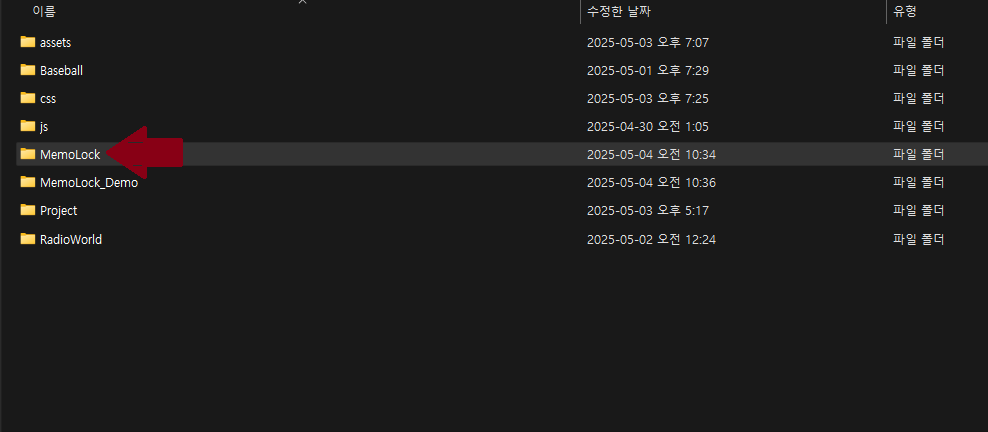 이름 수정한 날짜 유형
assets 2025-05-03 오후 7:07 파일 폴더
Baseball 2025-05-01 오후 7:29 파일 폴더
css 2025-05-03 오후 7:25 파일 폴더
js 2025-04-30 오전 1:05 파일 폴더
MemoLock 2025-05-04 오전 10:34 파일 폴더
MemoLock_Demo 2025-05-04 오전 10:36 파일 폴더
Project 2025-05-03 오후 5:17 파일 폴더
RadioWorld 2025-05-02 오전 12:24 파일 폴더